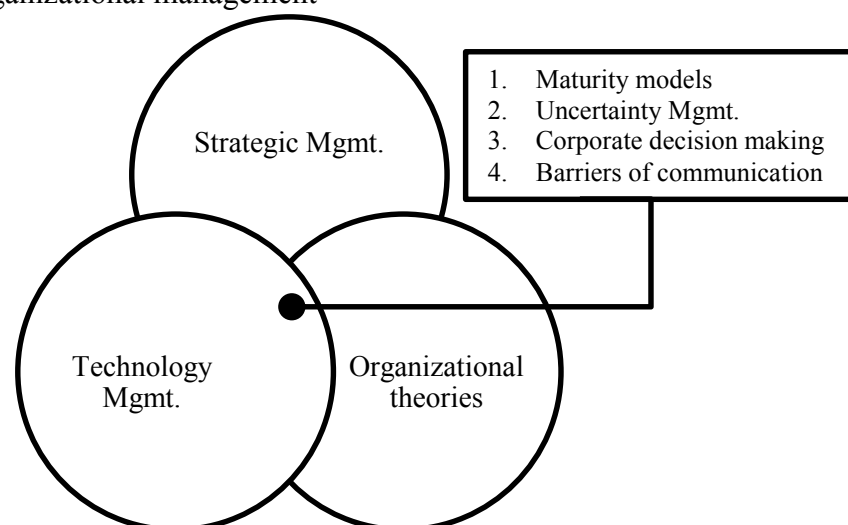 ganizational management
Strategic Mgmt.
1. Maturity models
2. Uncertainty Mgmt.
3. Corporate decision making
4. Barriers of communication
Technology
Mgmt.
Organizational
theories